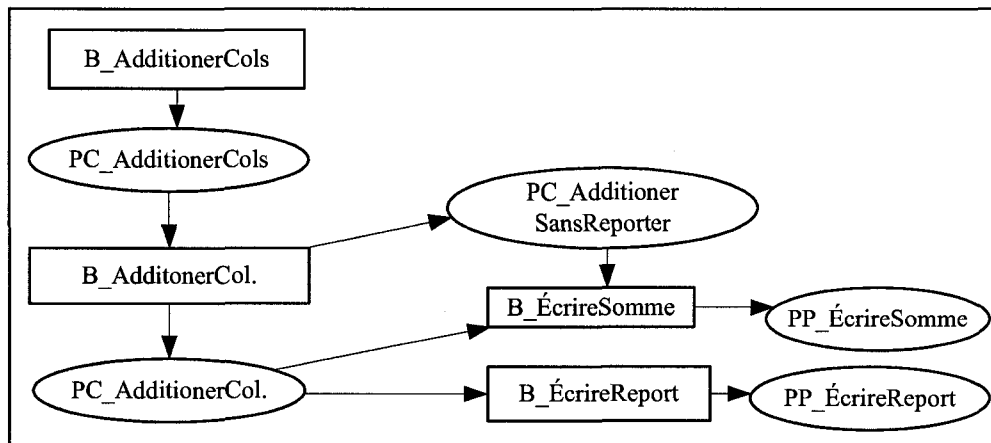 B_AdditionerCols
PC_AdditionerCols
PC_Additioner
SansReporter
B_AdditonerCol.
B_ÉcrireSomme
PP_ÉcrireSomme
PC_AdditionerCol.
B_ÉcrireReport
PP_ÉcrireReport